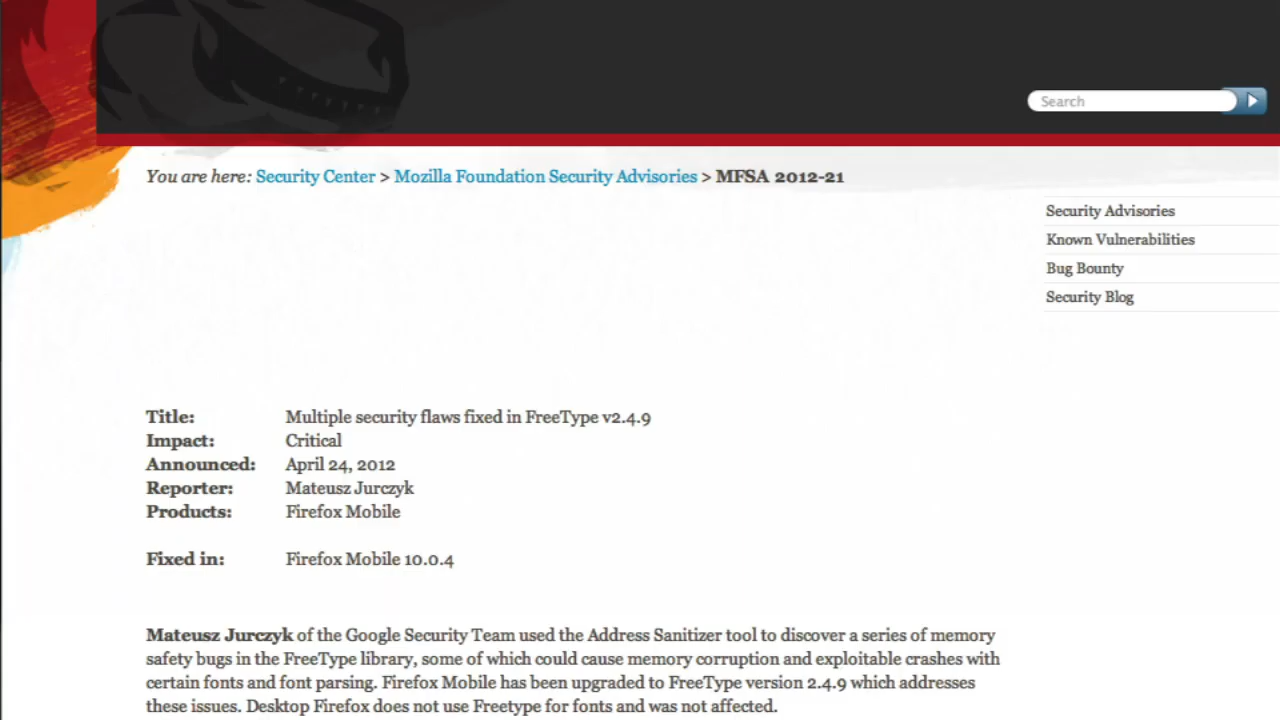 Search
You are here: Security Center > Mozilla Foundation Security Advisories > MFSA 2012-21
Security Advisories
Known Vulnerabilities
Bug Bounty
Security Blog
Title: Multiple security flaws fixed in FreeType v2.4.9
Impact: Critical
Announced: April 24, 2012
Reporter: Mateusz Jurczyk
Products: Firefox Mobile
Fixed in: Firefox Mobile 10.0.4
Mateusz Jurczyk of the Google Security Team used the Address Sanitizer tool to discover a series of memory
safety bugs in the FreeType library, some of which could cause memory corruption and exploitable crashes with
certain fonts and font parsing. Firefox Mobile has been upgraded to FreeType version 2.4.9 which addresses
these issues. Desktop Firefox does not use Freetype for fonts and was not affected.